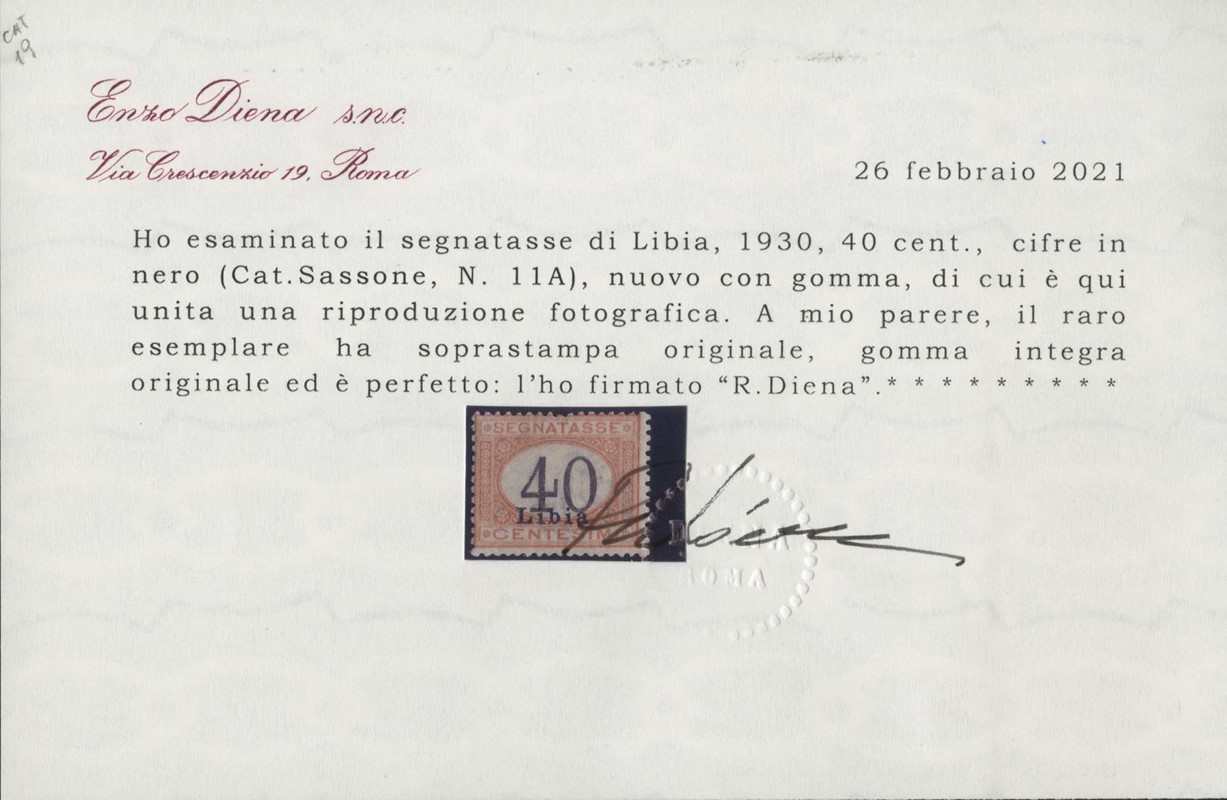 CAT
19
Enzo Diena s.n.c.
Via Crescenzio 19, Roma
26 febbraio 2021
Ho esaminato il segnatasse di Libia, 1930, 40 cent., cifre in
nero (Cat.Sassone, N. 11A), nuovo con gomma, di cui è qui
unita una riproduzione fotografica. A mio parere, il raro
esemplare ha soprastampa originale, gomma integra
originale ed è perfetto: l'ho firmato “R.Diena”.* * * * * * * * *
SEGNATASSE
40
Libia
CENTESIMI
ROMA